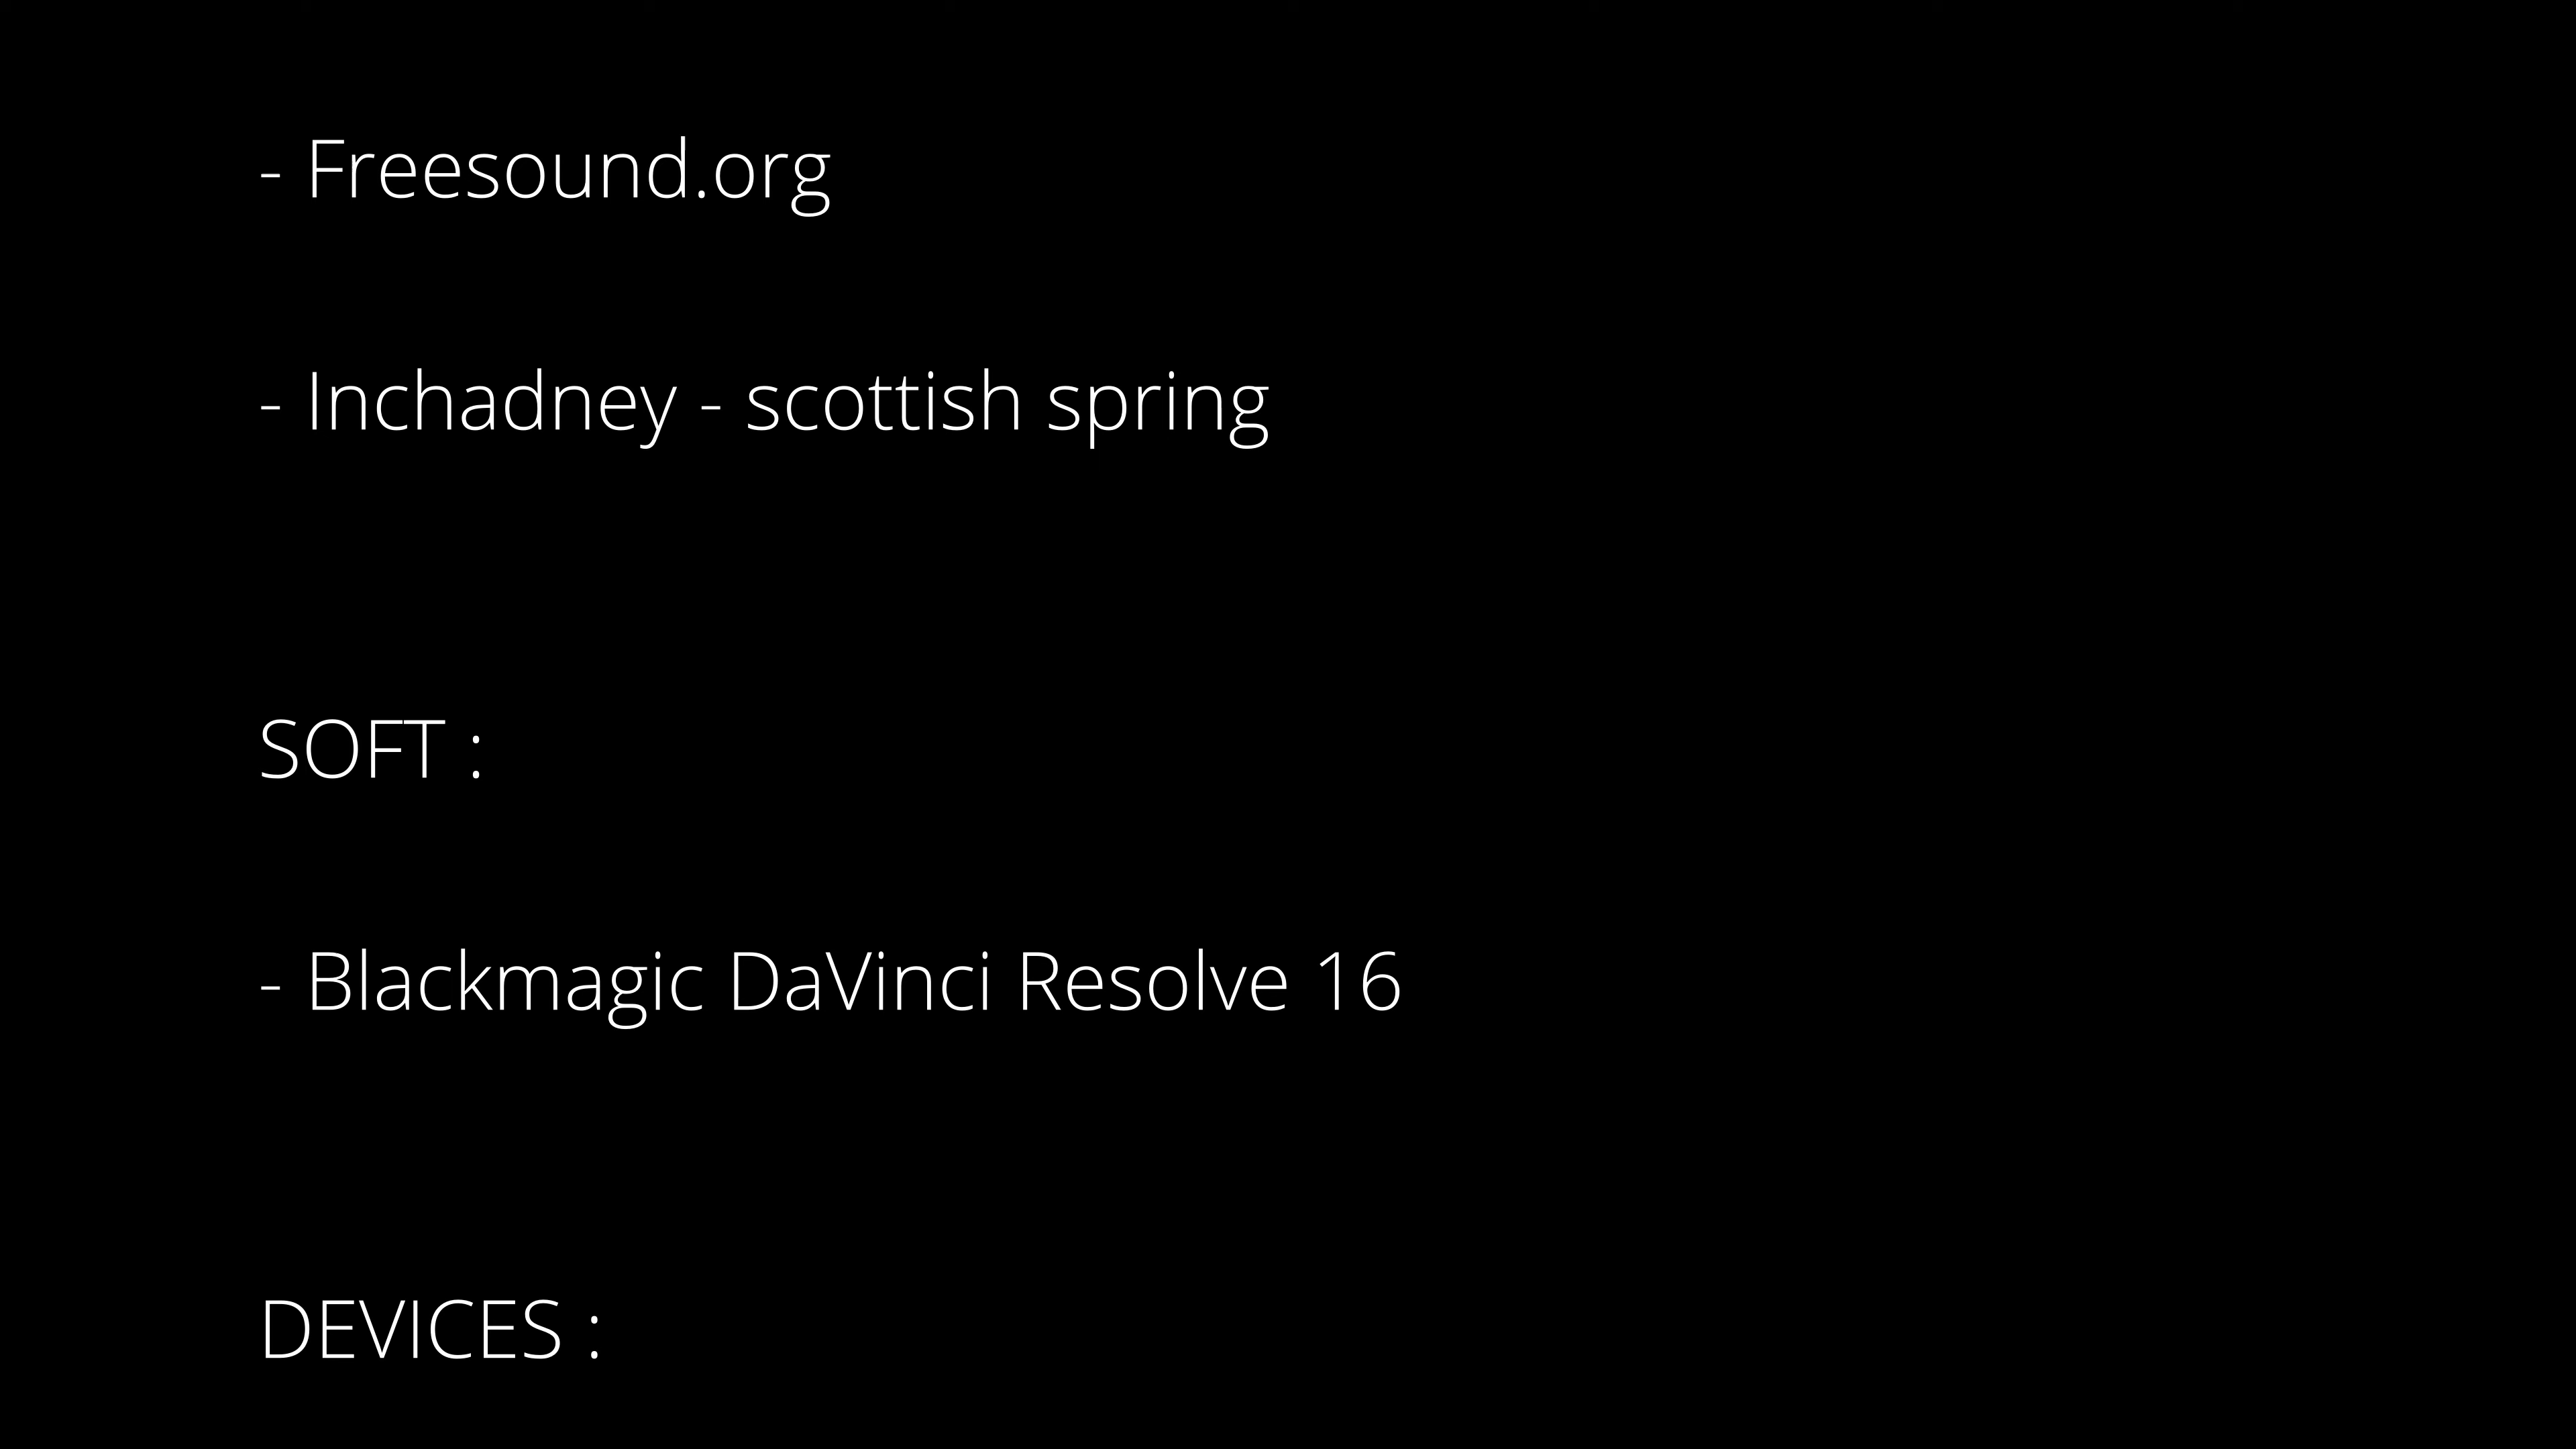 - Freesound.org
- Inchadney - scottish spring
SOFT :
- Blackmagic DaVinci Resolve 16
DEVICES :